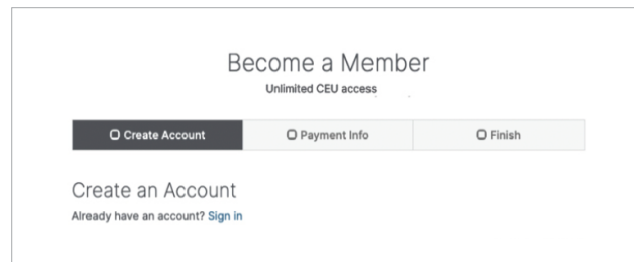 Become a Member
Unlimited CEU access
Create Account
Payment Info
Finish
Create an Account
Already have an account? Sign in